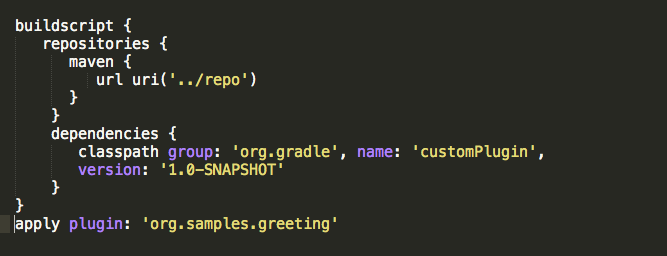 buildscript {
repositories {
maven {
url uri('../repo')
}
}
dependencies {
classpath group: 'org.gradle', name: 'customPlugin',
version: '1.0-SNAPSHOT'
}
}
apply plugin: 'org.samples.greeting'